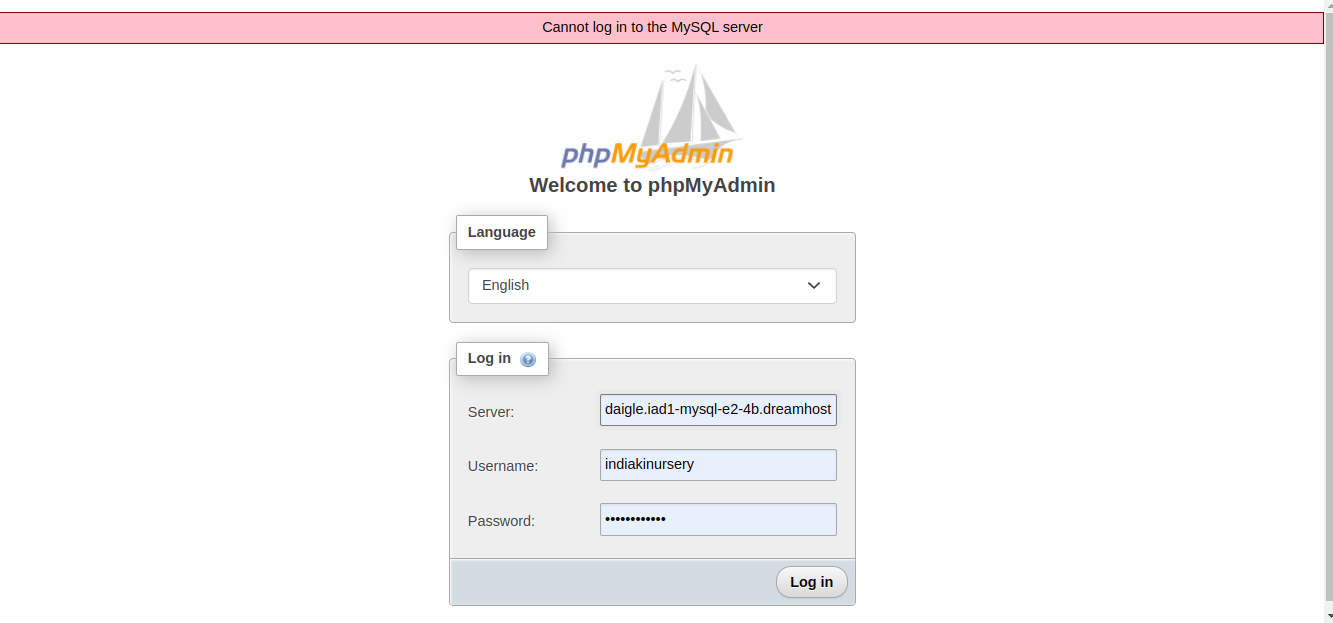 Cannot log in to the MySQL server
phpMyAdmin
Welcome to phpMyAdmin
Language
English
Log in
Server: daigle.iad1-mysql-e2-4b.dreamhost
Username: indiakinursery
Password: ••••••••••••
Log in